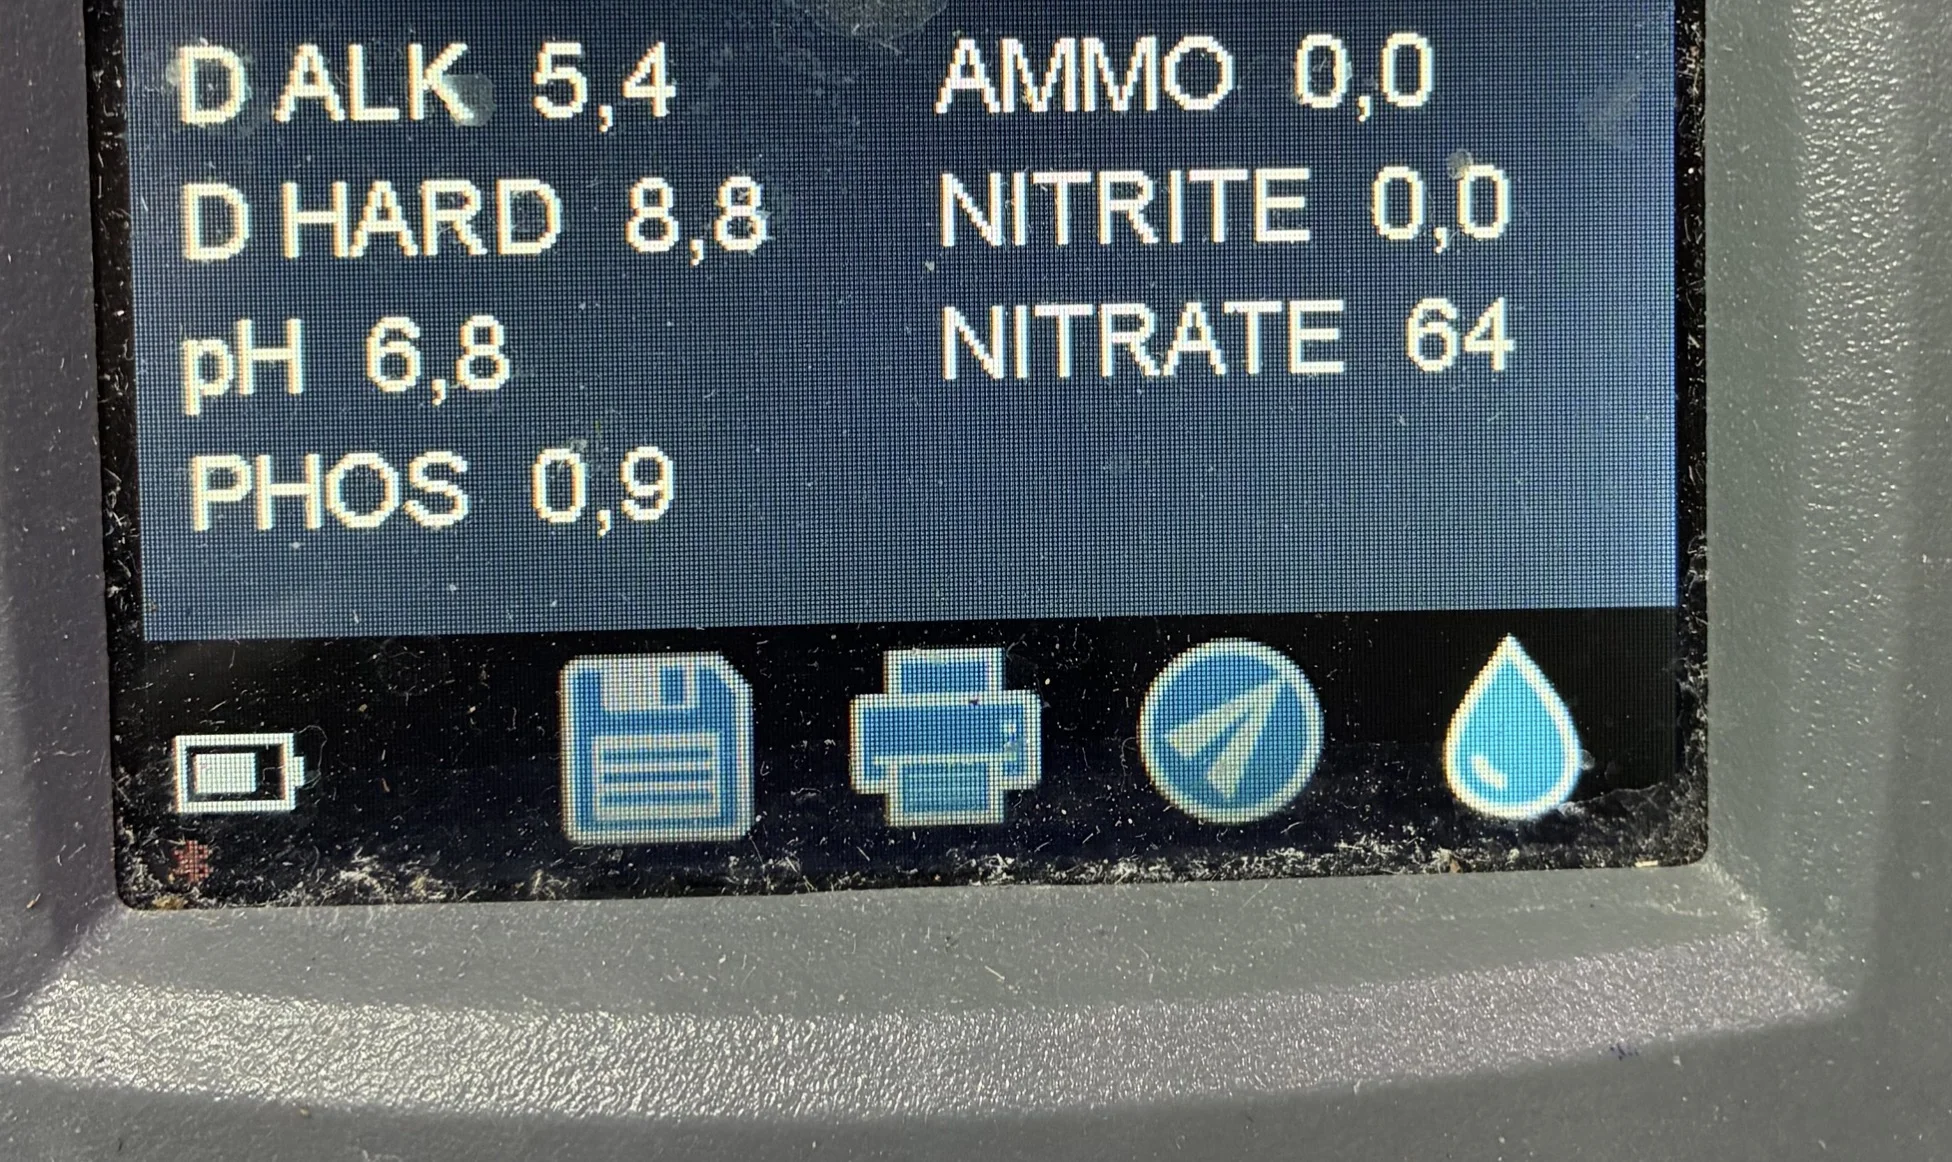 D ALK 5,4 AMMO 0,0
D HARD 8,8 NITRITE 0,0
pH 6,8 NITRATE 64
PHOS 0,9